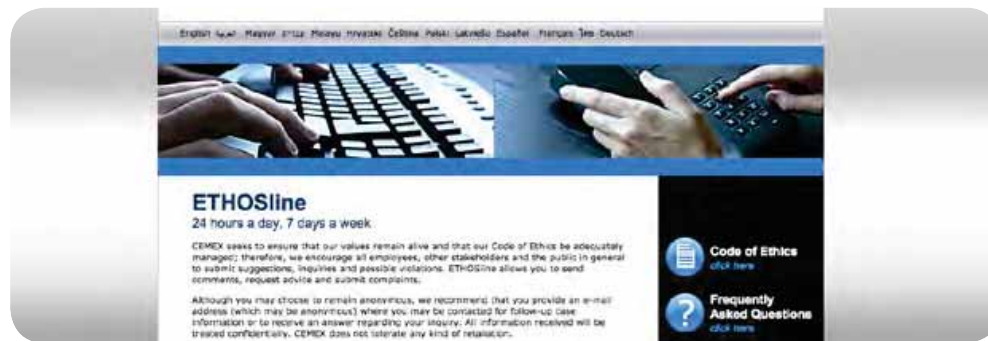 English Magyar Melayu Hrvatski Čeština Polski Latviešu Español Français ไทย Deutsch
ETHOSline
24 hours a day, 7 days a week
CEMEX seeks to ensure that our values remain alive and that our Code of Ethics be adequately
managed; therefore, we encourage all employees, other stakeholders and the public in general
to submit suggestions, inquiries and possible violations. ETHOSline allows you to send
comments, request advice and submit complaints.
Although you may choose to remain anonymous, we recommend that you provide an e-mail
address (which may be anonymous) where you may be contacted for follow-up case
information or to receive an answer regarding your inquiry. All information received will be
treated confidentially. CEMEX does not tolerate any kind of retaliation.
Code of Ethics
click here
Frequently
Asked Questions
click here